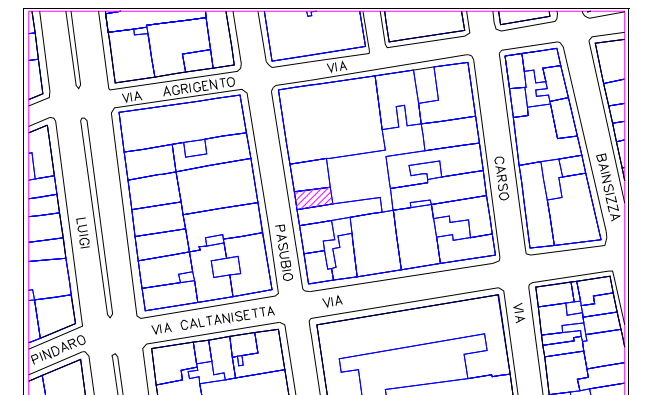 VIA
VIA AGRIGENTO
CARSO
BAINSIZZA
LUIGI
PASUBIO
VIA
VIA
VIA CALTANISETTA
PINDARO